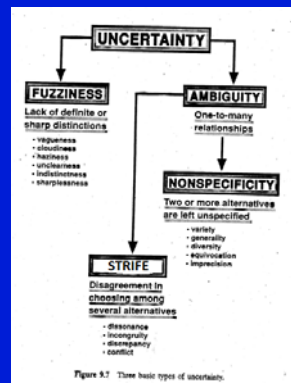 UNCERTAINTY
FUZZINESS
Lack of definite or
sharp distinctions
• vagueness
• cloudiness
• haziness
• unclearness
• indistinctness
• sharplessness
AMBIGUITY
One-to-many
relationships
NONSPECIFICITY
Two or more alternatives
are left unspecified
• variety
• generality
• diversity
• equivocation
• imprecision
STRIFE
Disagreement in
choosing among
several alternatives
• dissonance
• incongruity
• discrepancy
• conflict
Figure 9.7 Three basic types of uncertainty.